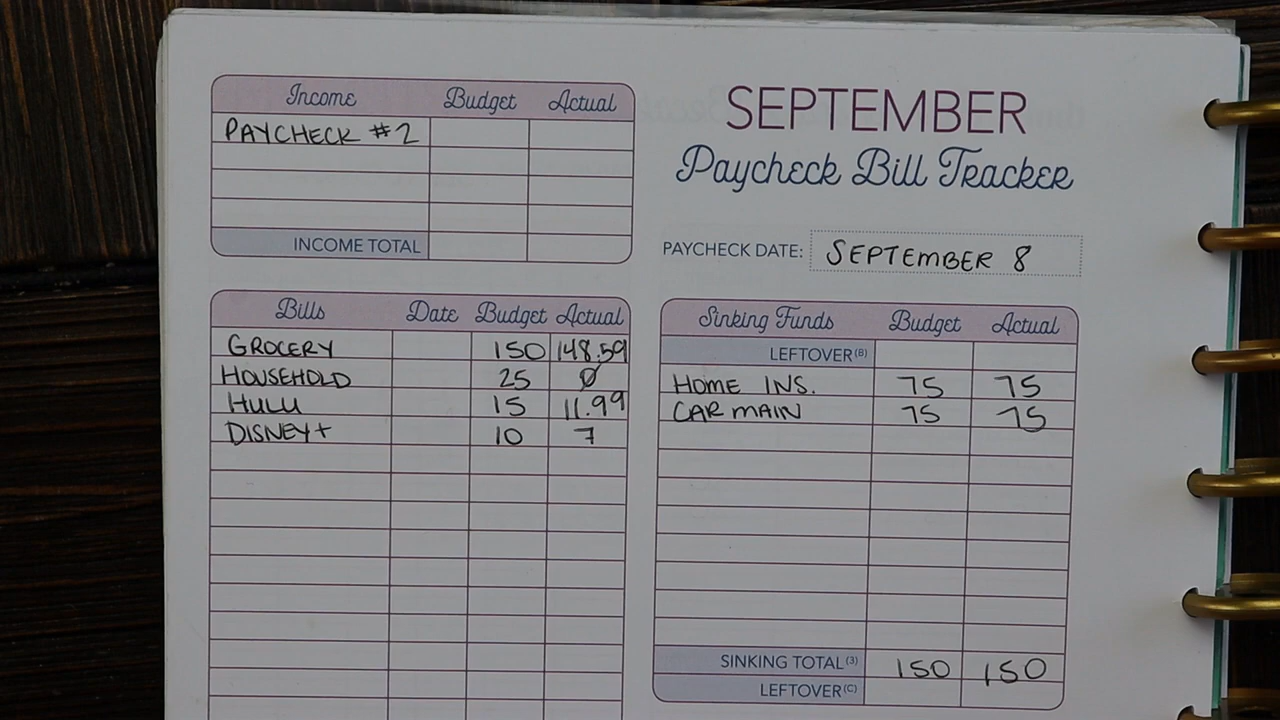 Income Budget Actual
PAYCHECK #2
INCOME TOTAL
SEPTEMBER
Paycheck Bill Tracker
PAYCHECK DATE: SEPTEMBER 8
Bills Date Budget Actual
GROCERY 150 148.59
HOUSEHOLD 25 0
HULU 15 11.99
DISNEY+ 10 7
Sinking Funds Budget Actual
LEFTOVER(B)
HOME INS. 75 75
CAR MAIN 75 75
SINKING TOTAL(3) 150 150
LEFTOVER(C)